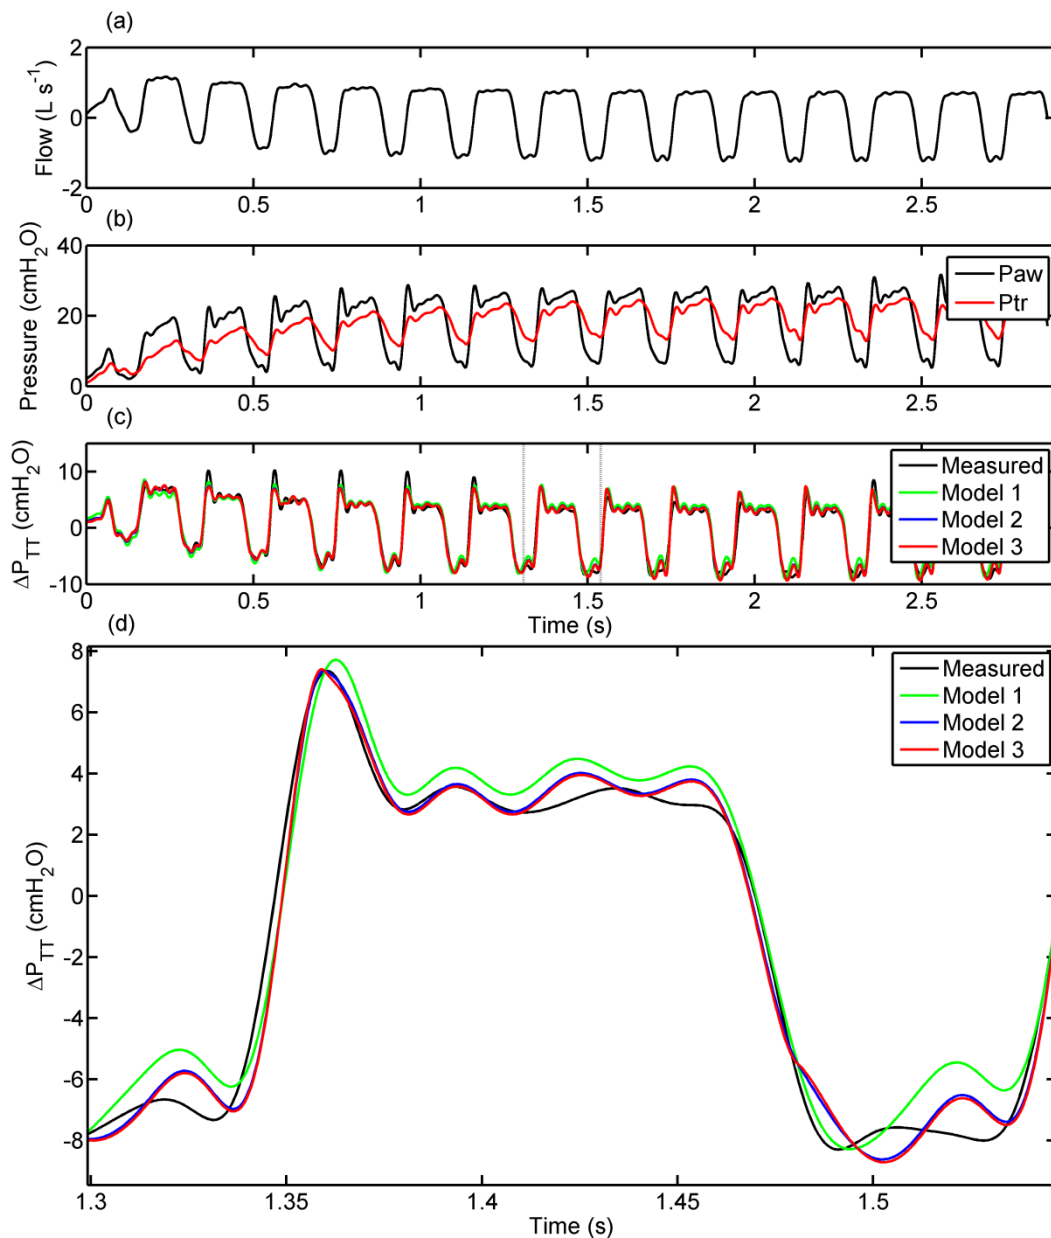 (a)
Flow (L s⁻¹)
2
0
-2
0 0.5 1 1.5 2 2.5
(b)
Pressure (cmH₂O)
40
20
0
Paw
Ptr
0 0.5 1 1.5 2 2.5
(c)
ΔP_TT (cmH₂O)
10
0
-10
Measured
Model 1
Model 2
Model 3
0 0.5 1 1.5 2 2.5
Time (s)
(d)
ΔP_TT (cmH₂O)
8
6
4
2
0
-2
-4
-6
-8
Measured
Model 1
Model 2
Model 3
1.3 1.35 1.4 1.45 1.5
Time (s)